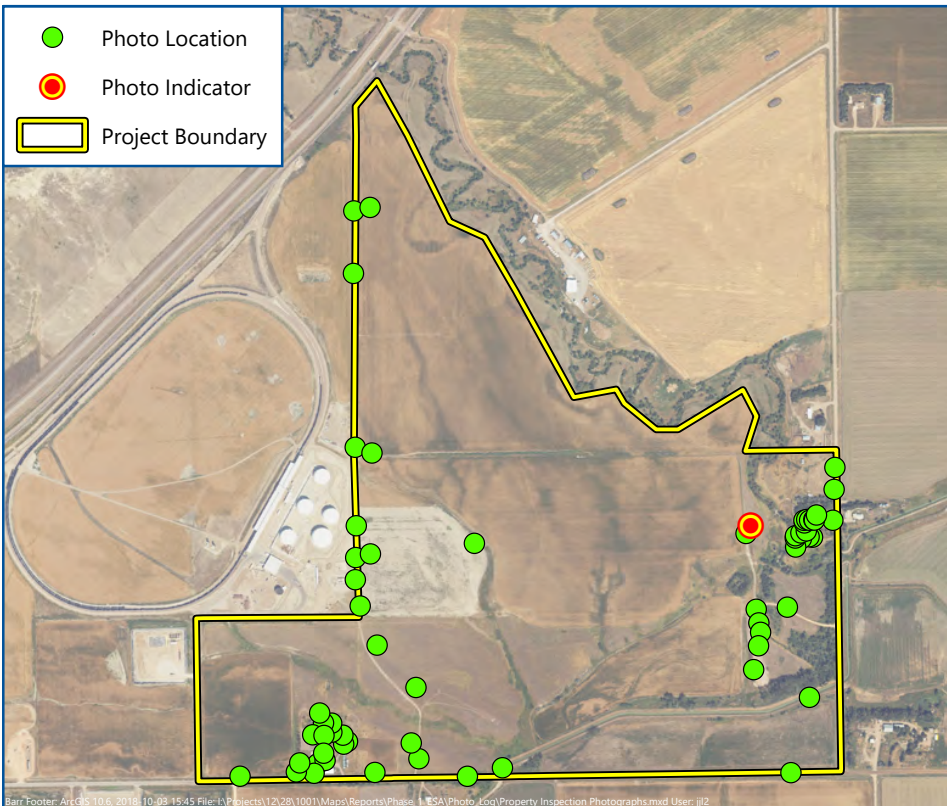 Photo Location
Photo Indicator
Project Boundary
Barr Footer: ArcGIS 10.6, 2018-10-03 15:45 File: I:\Projects\12\28\1001\Maps\Reports\Phase_I_ESA\Photo_Log\Property Inspection Photographs.mxd User: jjl2